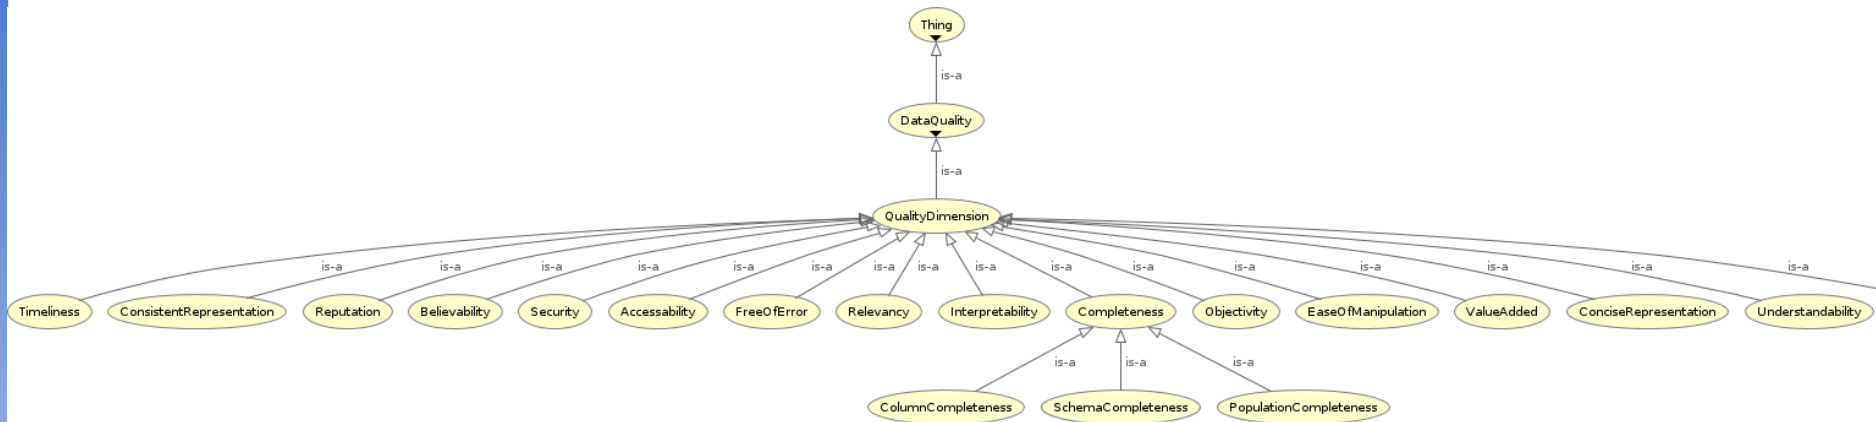 Thing
is-a
DataQuality
is-a
QualityDimension
is-a is-a is-a is-a is-a is-a is-a is-a is-a is-a is-a is-a is-a is-a is-a is-a
Timeliness ConsistentRepresentation Reputation Believability Security Accessability FreeOfError Relevancy Interpretability Completeness Objectivity EaseOfManipulation ValueAdded ConciseRepresentation Understandability
is-a is-a is-a
ColumnCompleteness SchemaCompleteness PopulationCompleteness